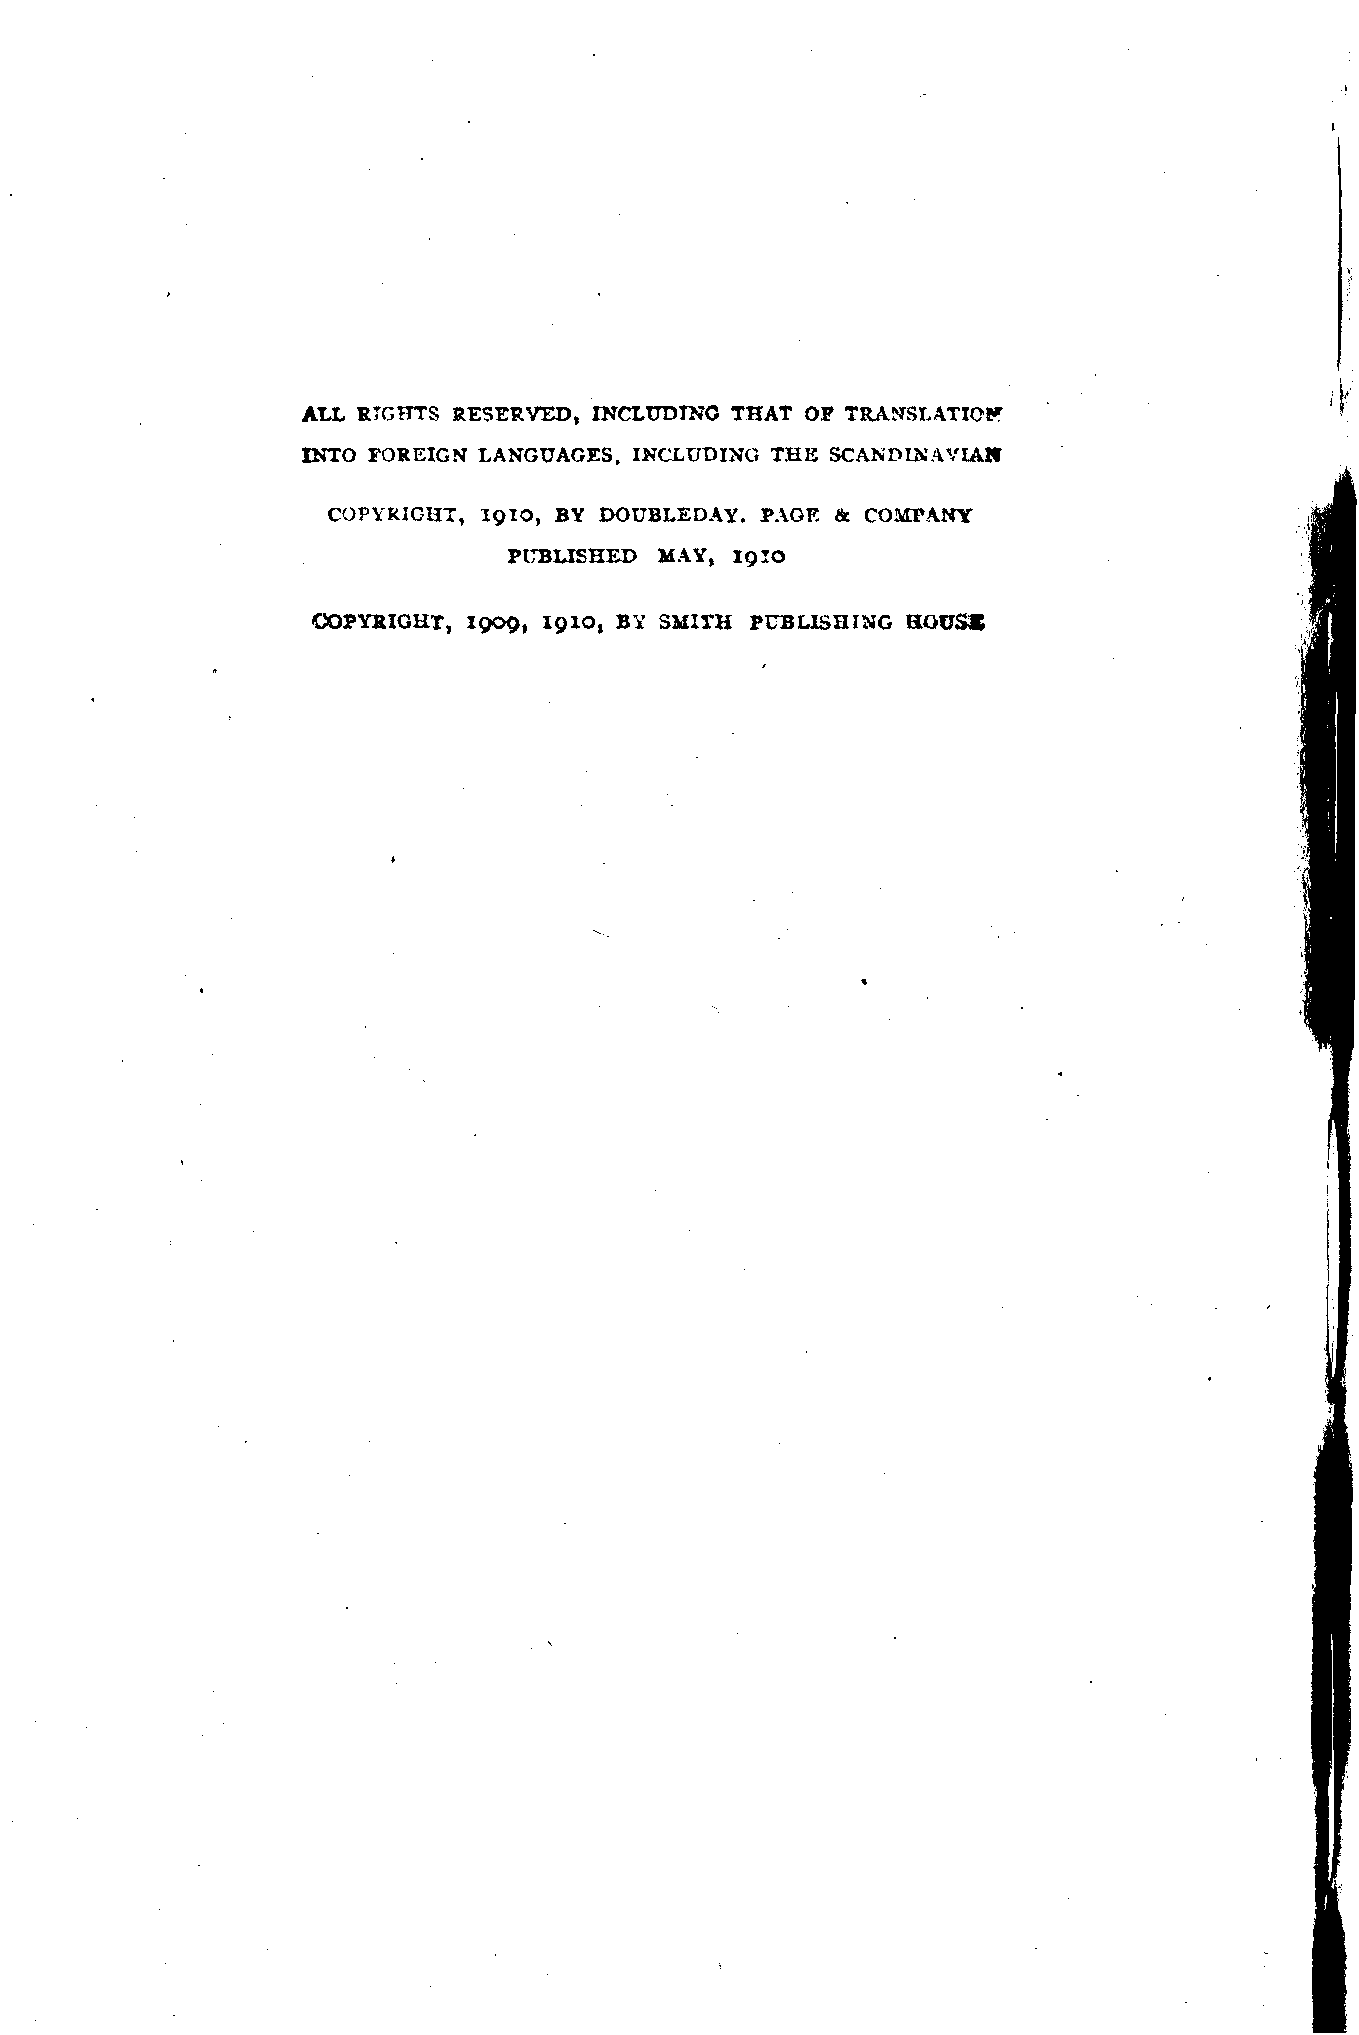 ALL RIGHTS RESERVED, INCLUDING THAT OF TRANSLATION
INTO FOREIGN LANGUAGES, INCLUDING THE SCANDINAVIAN
COPYRIGHT, 1910, BY DOUBLEDAY, PAGE & COMPANY
PUBLISHED MAY, 1910
COPYRIGHT, 1909, 1910, BY SMITH PUBLISHING HOUSE